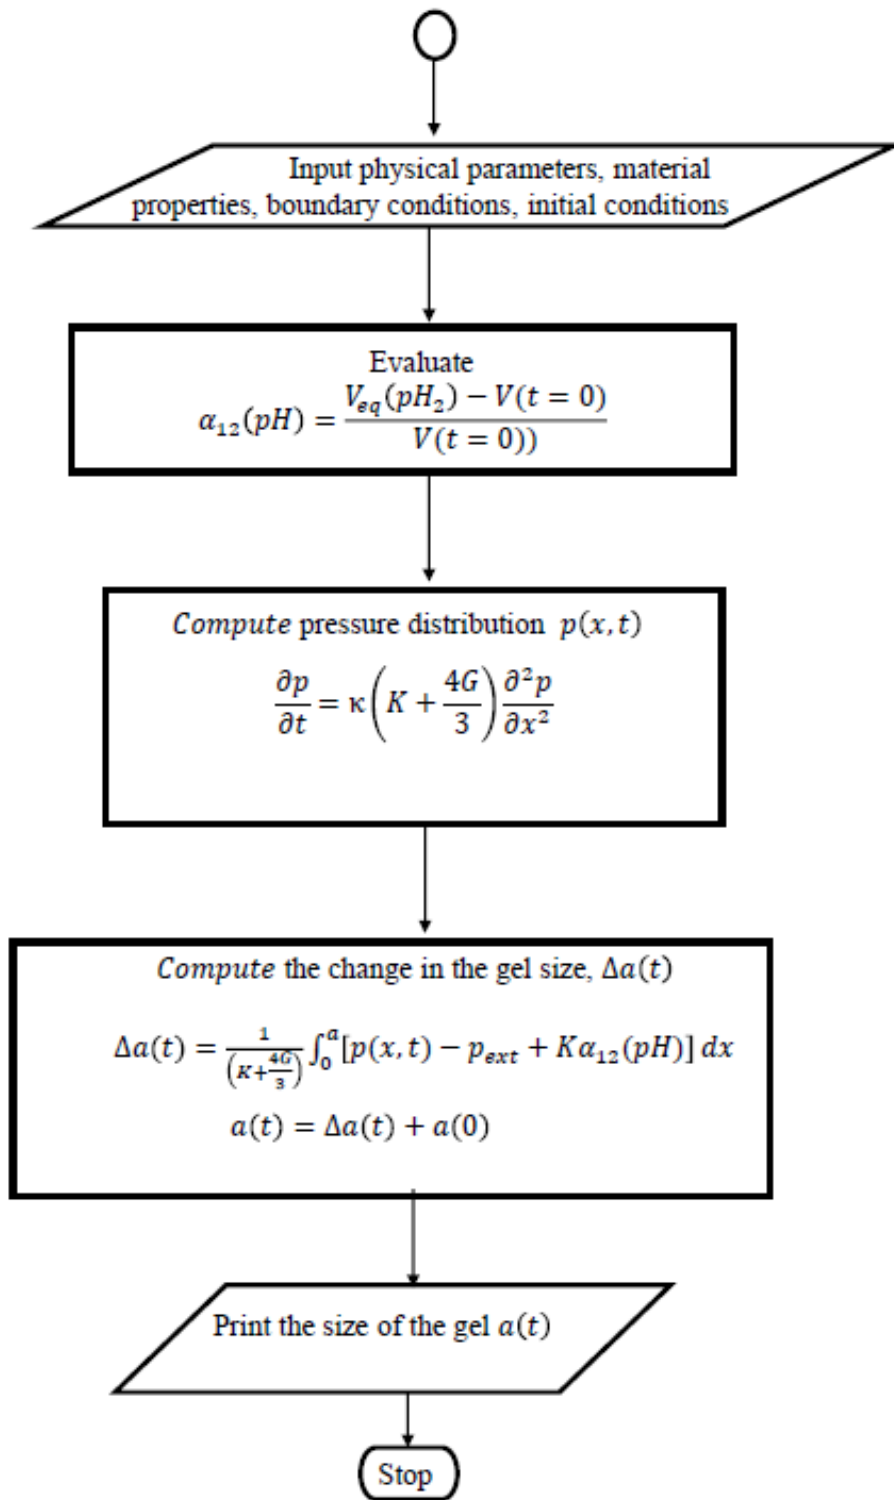 Input physical parameters, material
properties, boundary conditions, initial conditions
Evaluate
α₁₂(pH) = (V_eq(pH₂) − V(t = 0)) / (V(t = 0)))
Compute pressure distribution p(x, t)
∂p/∂t = κ(K + 4G/3) ∂²p/∂x²
Compute the change in the gel size, Δa(t)
Δa(t) = 1/(K+4G/3) ∫₀ᵃ[p(x, t) − p_ext + Kα₁₂(pH)] dx
a(t) = Δa(t) + a(0)
Print the size of the gel a(t)
Stop